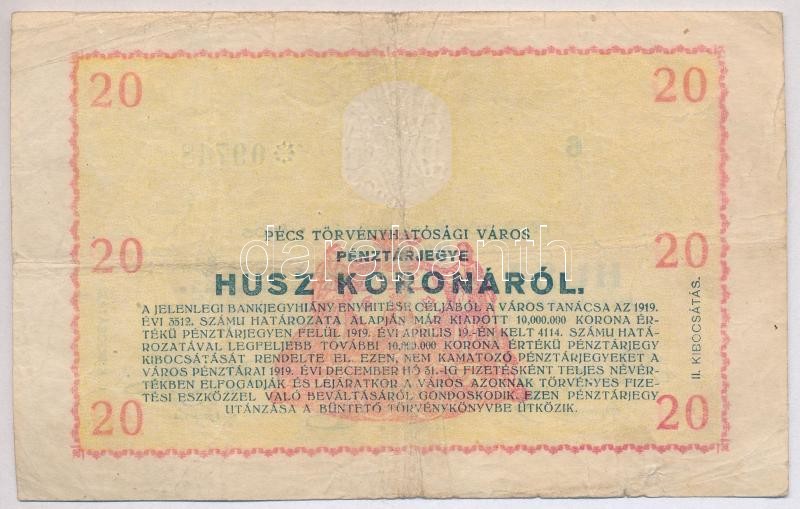 20
20
6
09748
PÉCS TÖRVÉNYHATÓSÁGI VÁROS
PÉNZTÁRJEGYE
20
20
HUSZ KORONÁRÓL.
A JELENLEGI BANKJEGYHIÁNY ENYHITÉSE CÉLJÁBÓL A VÁROS TANÁCSA AZ 1919.
ÉVI 3512. SZÁMU HATÁROZATA ALAPJÁN MÁR KIADOTT 10,000.000 KORONA ÉR-
TÉKÜ PÉNZTÁRJEGYEN FELÜL 1919. ÉVI ÁPRILIS 19.-ÉN KELT 4114. SZÁMU HATÁ-
ROZATÁVAL LEGFELJEBB TOVÁBBI 10,000.000 KORONA ÉRTÉKÜ PÉNZTÁRJEGY
KIBOCSÁTÁSÁT RENDELTE EL. EZEN, NEM KAMATOZÓ PÉNZTÁRJEGYEKET A
VÁROS PÉNZTÁRAI 1919. ÉVI DECEMBER HÓ 31.-IG FIZETÉSKÉNT TELJES NÉVÉR-
TÉKBEN ELFOGADJÁK ÉS LEJÁRATKOR A VÁROS AZOKNAK TÖRVÉNYES FIZE-
TÉSI ESZKÖZZEL VALÓ BEVÁLTÁSÁRÓL GONDOSKODIK. EZEN PÉNZTÁRJEGY
UTÁNZÁSA A BÜNTETŐ TÖRVÉNYKÖNYVBE ÜTKÖZIK.
II. KIBOCSÁTÁS.
20
20
darabanth